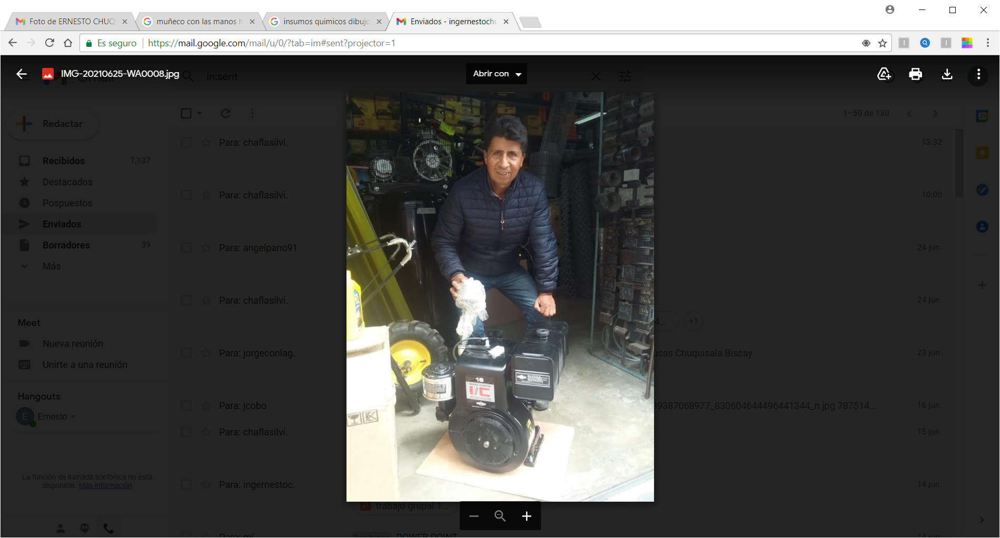 Foto de ERNESTO CHUQ
muñeco con las manos h
insumos quimicos dibujo
Enviados - ingernestochu
Es seguro
https://mail.google.com/mail/u/0/?tab=im#sent?projector=1
IMG-20210625-WA0008.jpg
in:sent
Abrir con
Redactar
1–50 de 130
Para: chaflasilvi.
13:32
Recibidos
1,137
Destacados
Para: chaflasilvi.
10:00
Pospuestos
Enviados
Borradores
39
Para: angelpano91
24 jun.
Más
Para: chaflasilvi.
24 jun.
4...
+1
Meet
Nueva reunión
Para: jorgeconlag.
ucas Chuquisala Biscay
23 jun.
Unirte a una reunión
Hangouts
Para: jcobo
39387068977_830604644496441344_n.jpg 787514...
16 jun.
E
Ernesto
Para: chaflasilvi.
15 jun.
16
I/C
La función de llamada telefónica no está
disponible. Más información
Para: ingernestoc.
14 jun.
P
trabajo grupal 1...
Para: mí
Recibidos
POWER POINT
14 jun.
31